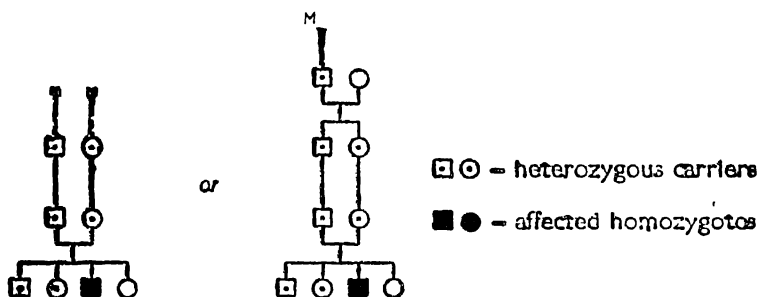 M
or
⊡ ⊙ - heterozygous carriers
■ ● - affected homozygotes